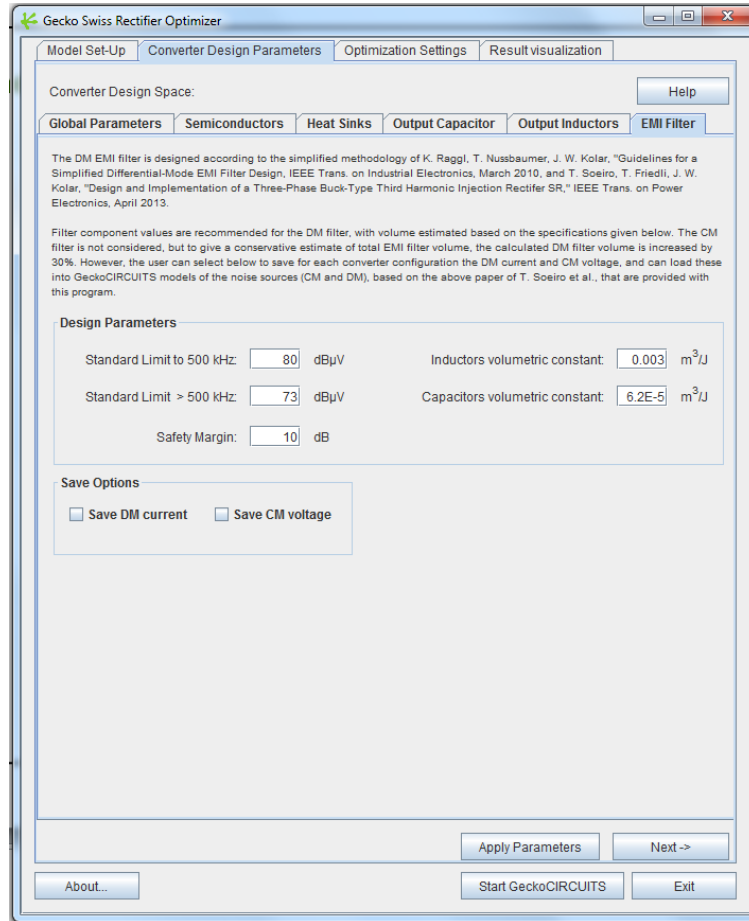 Gecko Swiss Rectifier Optimizer
Model Set-Up Converter Design Parameters Optimization Settings Result visualization
Converter Design Space: Help
Global Parameters Semiconductors Heat Sinks Output Capacitor Output Inductors EMI Filter
The DM EMI filter is designed according to the simplified methodology of K. Raggl, T. Nussbaumer, J. W. Kolar, "Guidelines for a
Simplified Differential-Mode EMI Filter Design, IEEE Trans. on Industrial Electronics, March 2010, and T. Soeiro, T. Friedli, J. W.
Kolar, "Design and Implementation of a Three-Phase Buck-Type Third Harmonic Injection Rectifer SR," IEEE Trans. on Power
Electronics, April 2013.
Filter component values are recommended for the DM filter, with volume estimated based on the specifications given below. The CM
filter is not considered, but to give a conservative estimate of total EMI filter volume, the calculated DM filter volume is increased by
30%. However, the user can select below to save for each converter configuration the DM current and CM voltage, and can load these
into GeckoCIRCUITS models of the noise sources (CM and DM), based on the above paper of T. Soeiro et al., that are provided with
this program.
Design Parameters
Standard Limit to 500 kHz: 80 dBµV Inductors volumetric constant: 0.003 m³/J
Standard Limit > 500 kHz: 73 dBµV Capacitors volumetric constant: 6.2E-5 m³/J
Safety Margin: 10 dB
Save Options
Save DM current Save CM voltage
Apply Parameters Next ->
About... Start GeckoCIRCUITS Exit